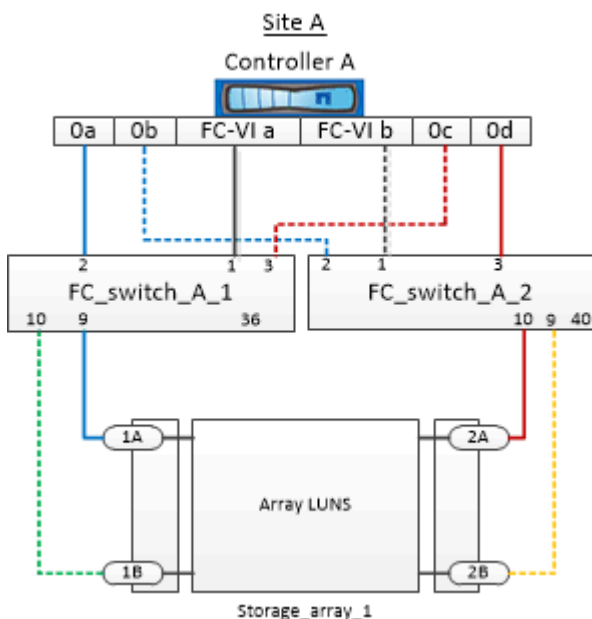 Site A
Controller A
0a 0b FC-VI a FC-VI b 0c 0d
2 1 3 2 1 3
FC_switch_A_1 FC_switch_A_2
10 9 36 10 9 40
1A 2A
Array LUNS
1B 2B
Storage_array_1